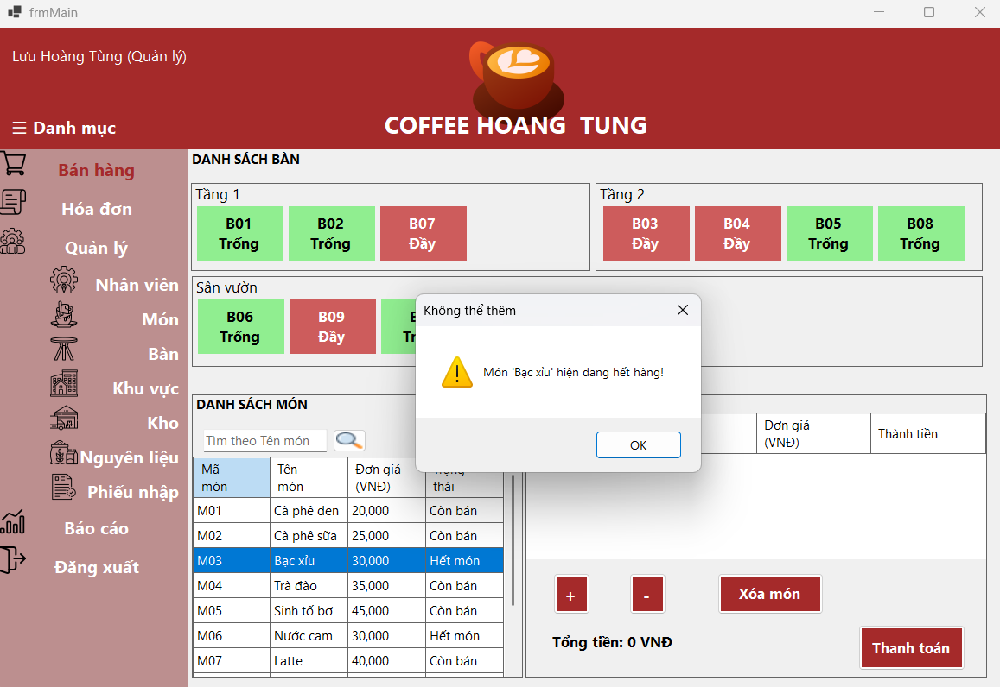 frmMain
Lưu Hoàng Tùng (Quản lý)
☰ Danh mục
COFFEE HOANG TUNG
Bán hàng
Hóa đơn
Quản lý
Nhân viên
Món
Bàn
Khu vực
Kho
Nguyên liệu
Phiếu nhập
Báo cáo
Đăng xuất
DANH SÁCH BÀN
Tầng 1
B01
Trống
B02
Trống
B07
Đầy
Tầng 2
B03
Đầy
B04
Đầy
B05
Trống
B08
Trống
Sân vườn
B06
Trống
B09
Đầy
Không thể thêm
Món 'Bạc xỉu' hiện đang hết hàng!
OK
DANH SÁCH MÓN
Tìm theo Tên món
Mã món
Tên món
Đơn giá (VNĐ)
thái
M01 Cà phê đen 20,000 Còn bán
M02 Cà phê sữa 25,000 Còn bán
M03 Bạc xỉu 30,000 Hết món
M04 Trà đào 35,000 Còn bán
M05 Sinh tố bơ 45,000 Còn bán
M06 Nước cam 30,000 Hết món
M07 Latte 40,000 Còn bán
Đơn giá
(VNĐ)
Thành tiền
+
-
Xóa món
Tổng tiền: 0 VNĐ
Thanh toán